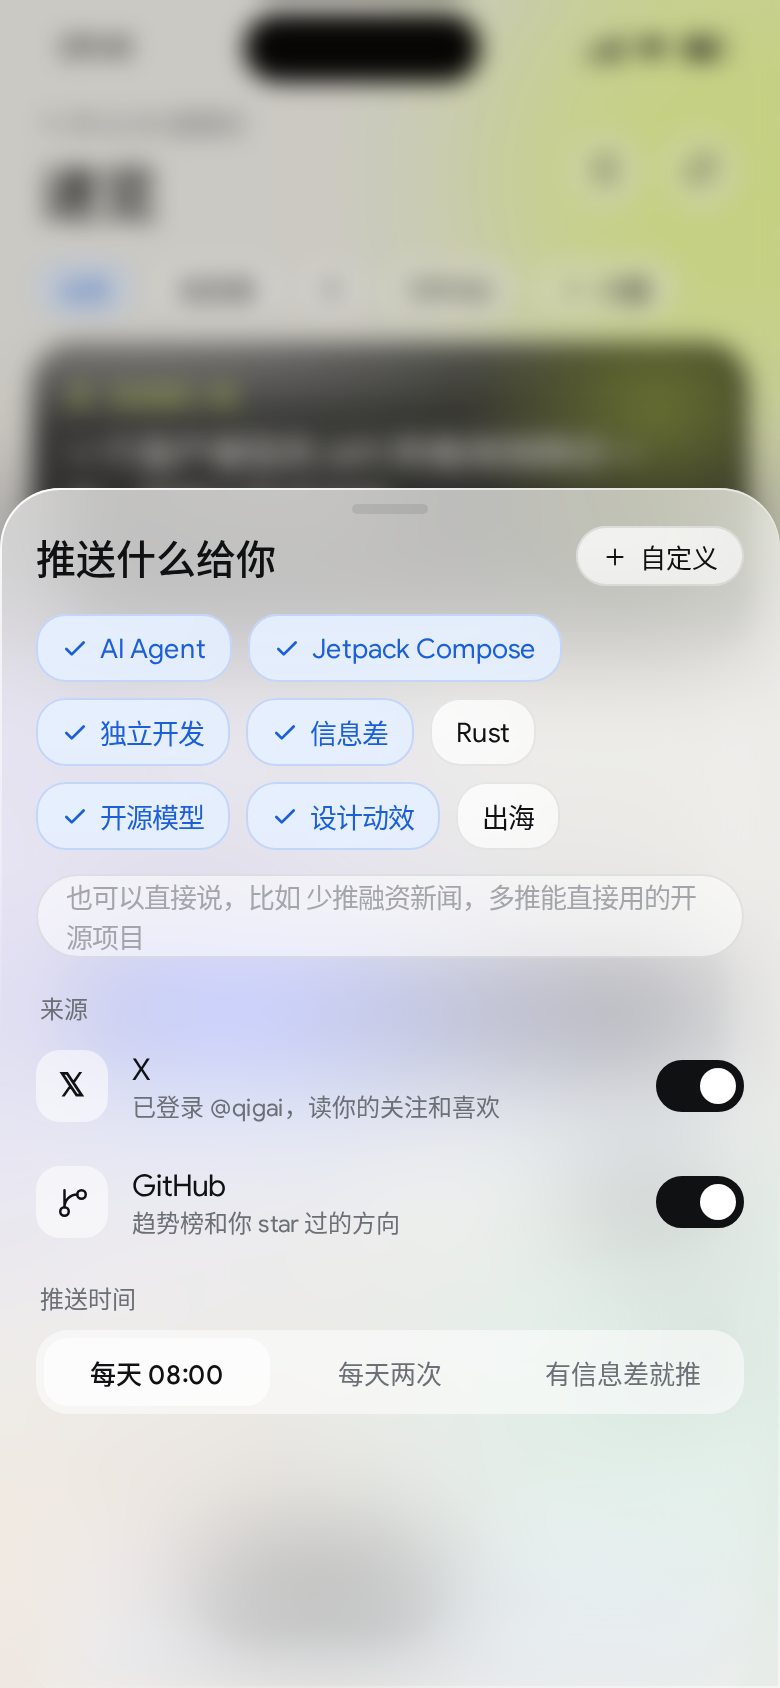 推送什么给你
+ 自定义
AI Agent
Jetpack Compose
独立开发
信息差
Rust
开源模型
设计动效
出海
也可以直接说，比如 少推融资新闻，多推能直接用的开
源项目
来源
X
已登录 @qigai，读你的关注和喜欢
GitHub
趋势榜和你 star 过的方向
推送时间
每天 08:00
每天两次
有信息差就推